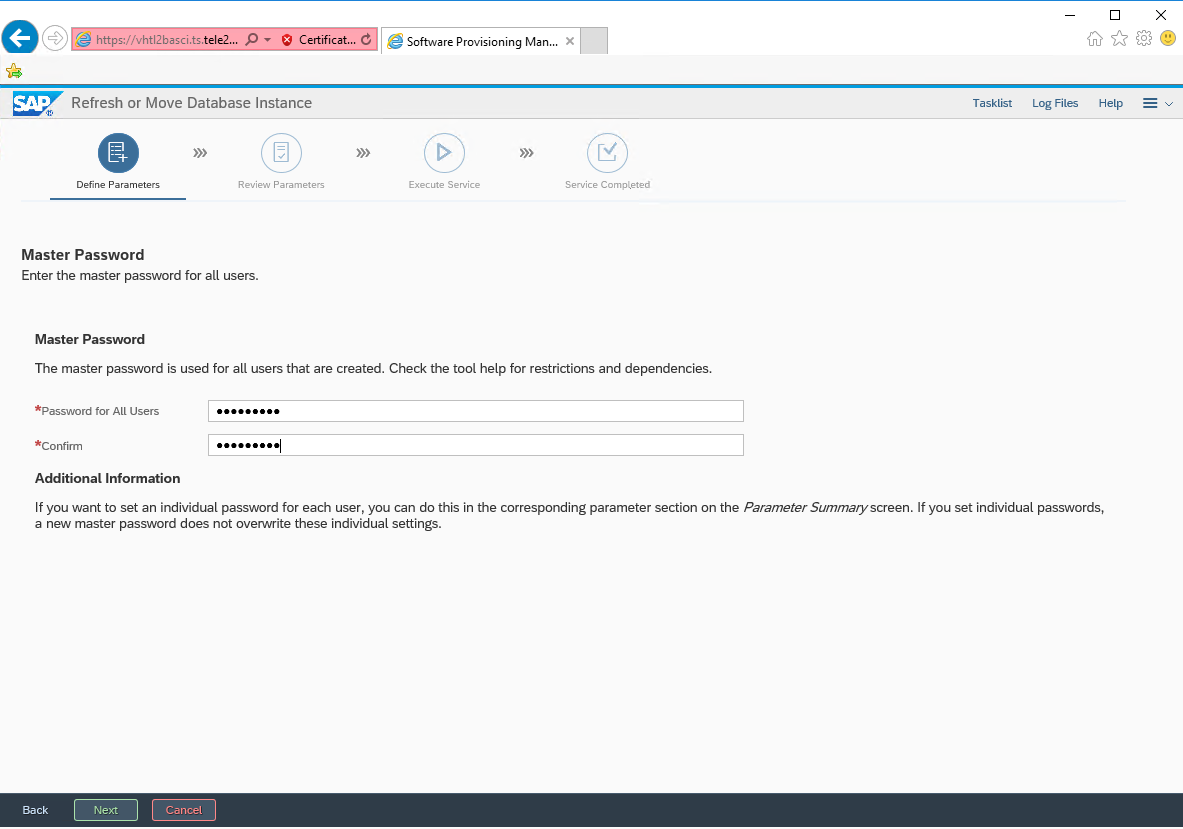 https://vhtl2basci.ts.tele2...
Certificat...
Software Provisioning Man...
SAP
Refresh or Move Database Instance
Tasklist
Log Files
Help
Define Parameters
Review Parameters
Execute Service
Service Completed
Master Password
Enter the master password for all users.
Master Password
The master password is used for all users that are created. Check the tool help for restrictions and dependencies.
*Password for All Users
*Confirm
Additional Information
If you want to set an individual password for each user, you can do this in the corresponding parameter section on the Parameter Summary screen. If you set individual passwords,
a new master password does not overwrite these individual settings.
Back
Next
Cancel